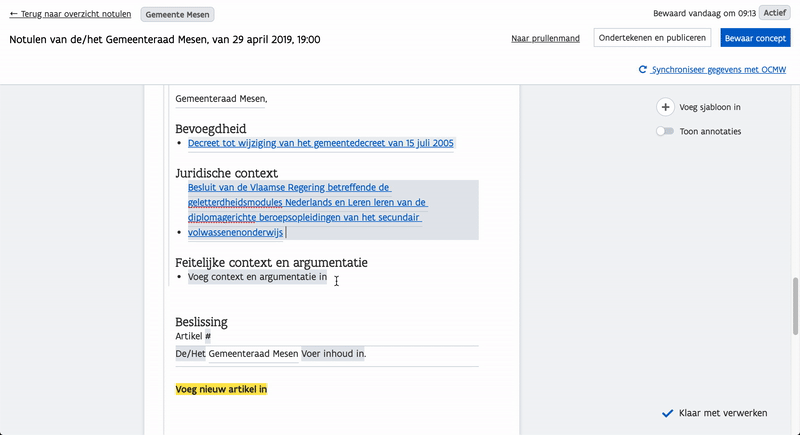 ← Terug naar overzicht notulen
Gemeente Mesen
Bewaard vandaag om 09:13
Actief
Notulen van de/het Gemeenteraad Mesen, van 29 april 2019, 19:00
Naar prullenmand
Ondertekenen en publiceren
Bewaar concept
Synchroniseer gegevens met OCMW
Gemeenteraad Mesen,
Voeg sjabloon in
Toon annotaties
Bevoegdheid
• Decreet tot wijziging van het gemeentedecreet van 15 juli 2005
Juridische context
Besluit van de Vlaamse Regering betreffende de
geletterdheidsmodules Nederlands en Leren leren van de
diplomagerichte beroepsopleidingen van het secundair
• volwassenenonderwijs
Feitelijke context en argumentatie
• Voeg context en argumentatie in
Beslissing
Artikel #
De/Het Gemeenteraad Mesen Voer inhoud in.
Voeg nieuw artikel in
Klaar met verwerken